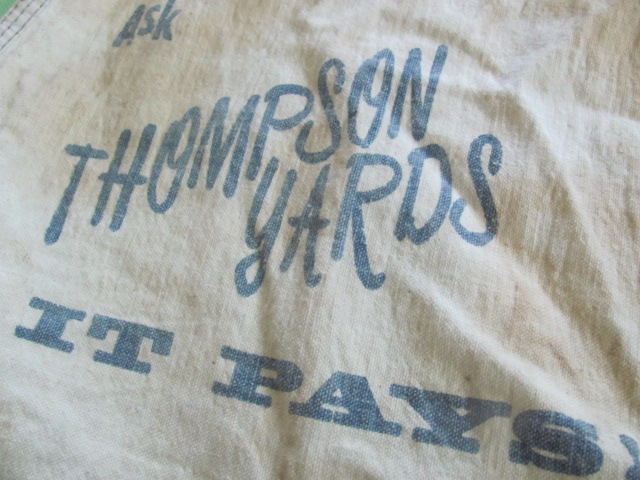 Ask
THOMPSON
YARDS
IT PAYS